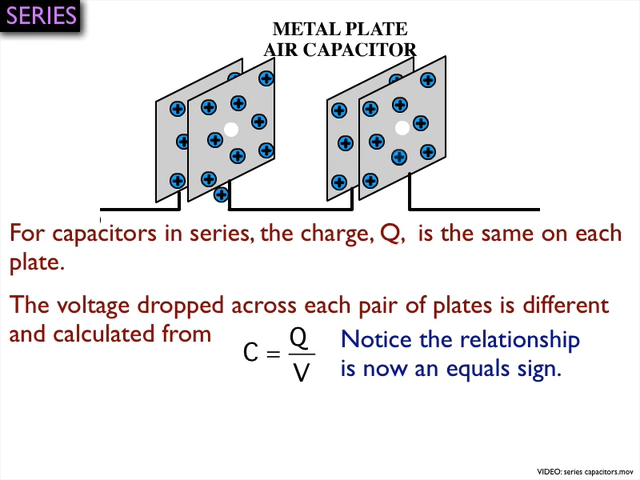 SERIES
METAL PLATE
AIR CAPACITOR
For capacitors in series, the charge, Q,  is the same on each
plate.
The voltage dropped across each pair of plates is different
and calculated from
C = Q/V
Notice the relationship
is now an equals sign.
VIDEO: series capacitors.mov